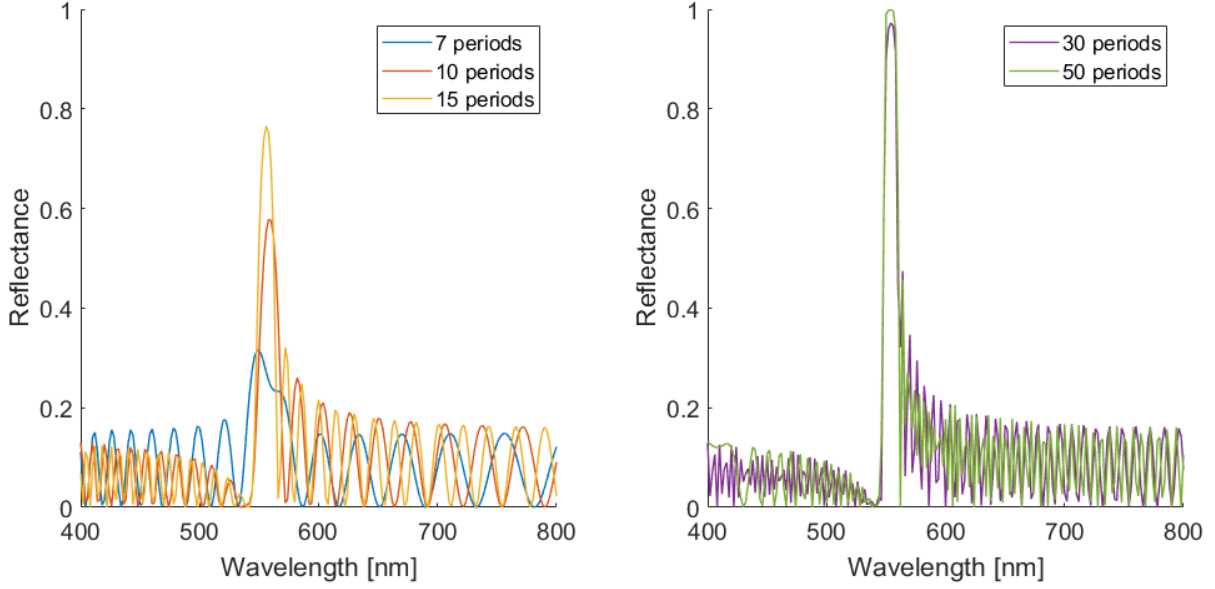 1
0.8
0.6
0.4
0.2
0
Reflectance
400
500
600
700
800
Wavelength [nm]
7 periods
10 periods
15 periods
1
0.8
0.6
0.4
0.2
0
Reflectance
400
500
600
700
800
Wavelength [nm]
30 periods
50 periods